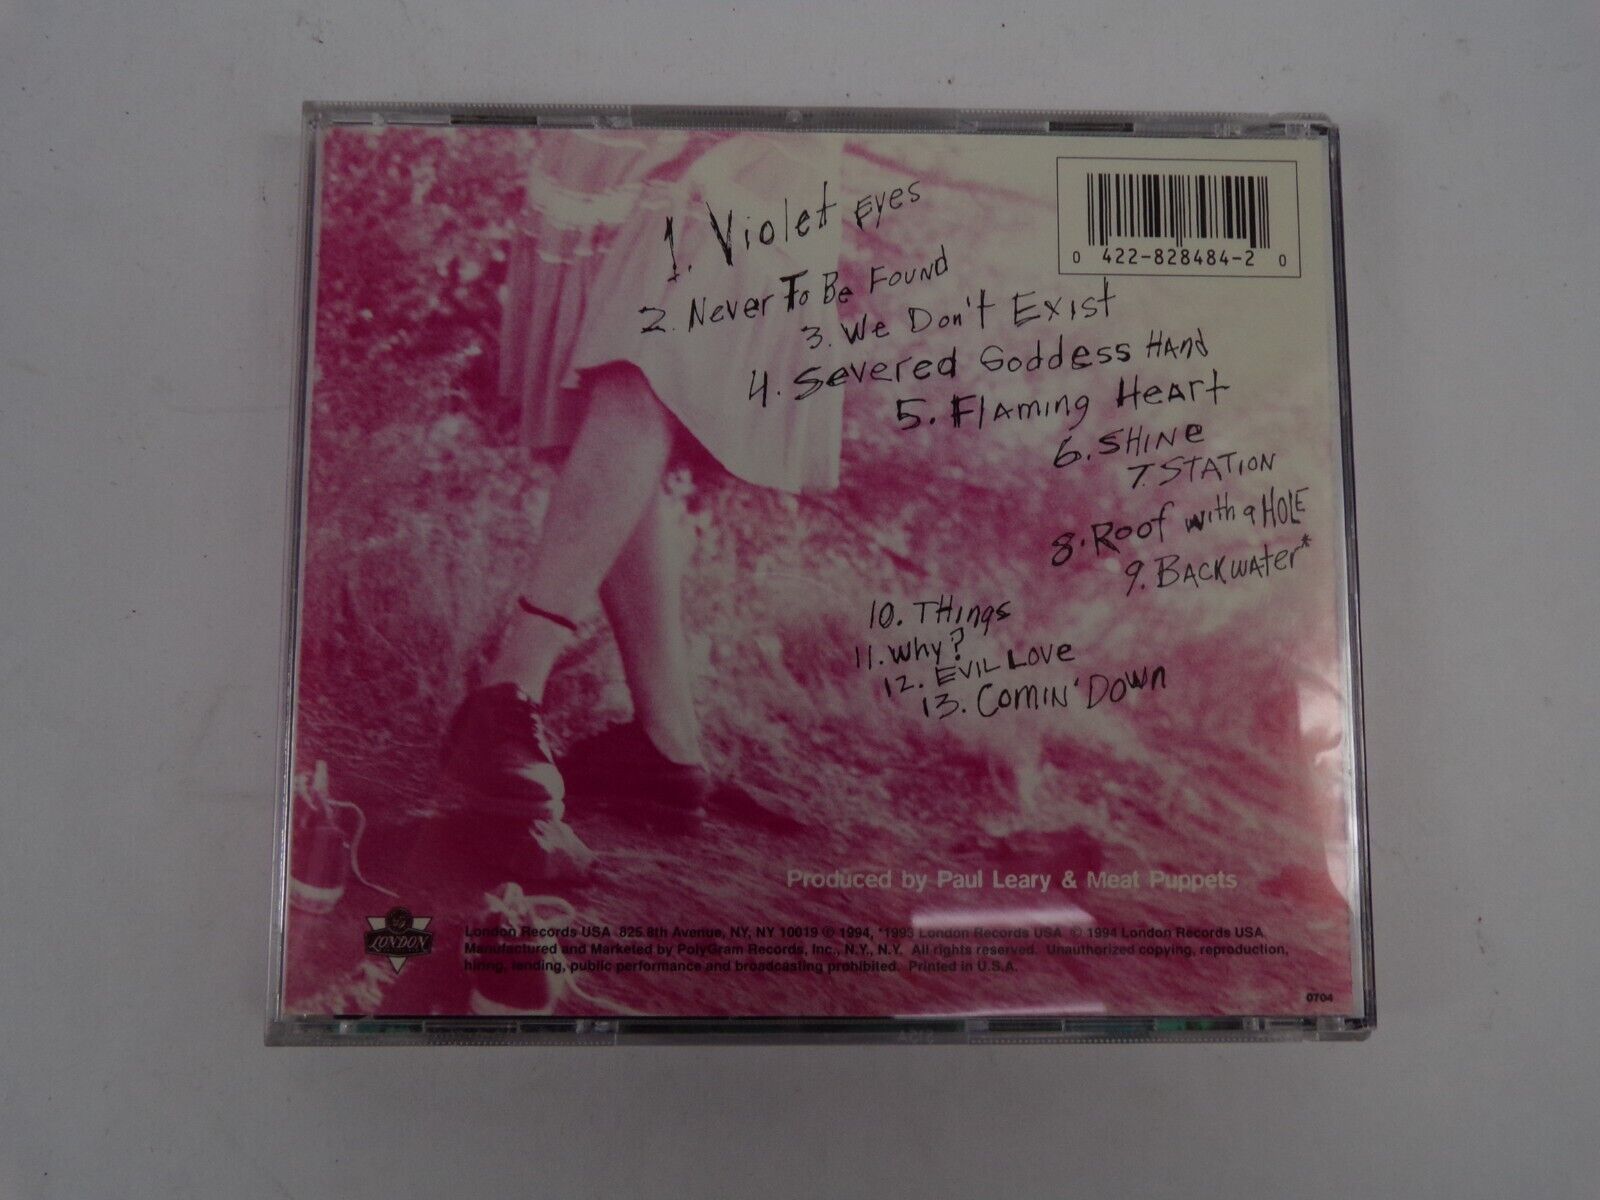 1. Violet Eyes
2. Never To Be Found
3. We Don't Exist
4. Severed Goddess Hand
5. Flaming Heart
6. SHINE
7. STATION
8. Roof with a HOLE
9. Backwater*
10. THings
11. Why?
12. EVIL LOVE
13. COMIN' DOWN
0 422-828484-2 0
Produced by Paul Leary & Meat Puppets
LONDON
London Records USA 825 8th Avenue, NY, NY 10019 ℗ 1994, *1993 London Records USA © 1994 London Records USA
Manufactured and Marketed by PolyGram Records, Inc., N.Y., N.Y. All rights reserved. Unauthorized copying, reproduction,
hiring, lending, public performance and broadcasting prohibited. Printed in U.S.A.
0704